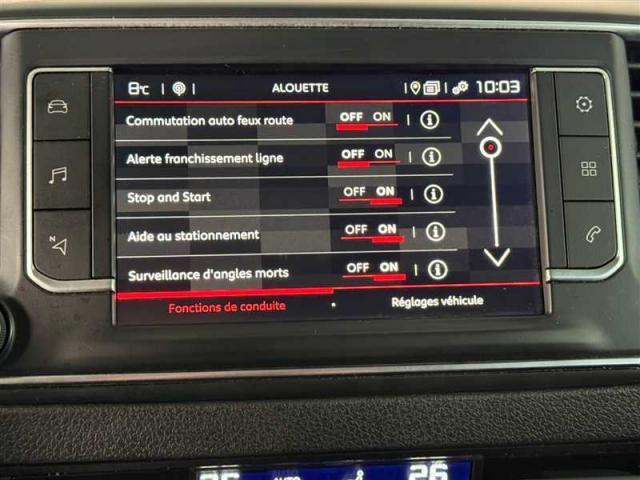 8°C ALOUETTE 10:03
Commutation auto feux route OFF ON
Alerte franchissement ligne OFF ON
Stop and Start OFF ON
Aide au stationnement OFF ON
Surveillance d'angles morts OFF ON
Fonctions de conduite Réglages véhicule
N
AUTO 26